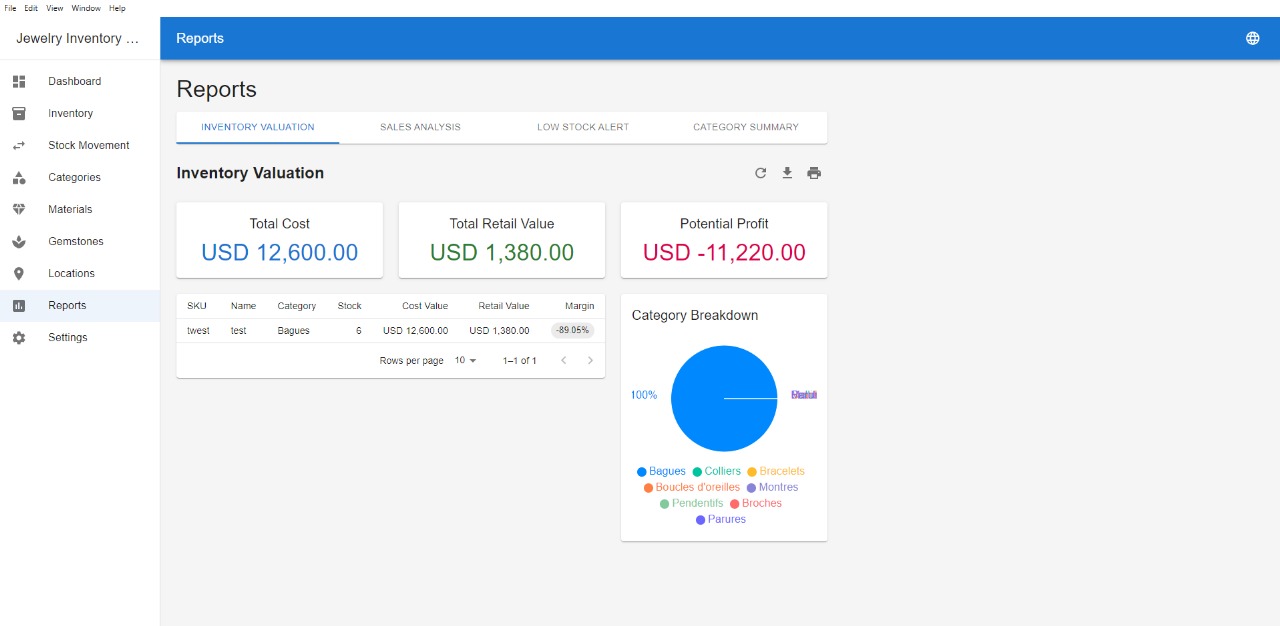 File Edit View Window Help
Jewelry Inventory ...
Reports
Dashboard
Inventory
Stock Movement
Categories
Materials
Gemstones
Locations
Reports
Settings
Reports
INVENTORY VALUATION SALES ANALYSIS LOW STOCK ALERT CATEGORY SUMMARY
Inventory Valuation
Total Cost
USD 12,600.00
Total Retail Value
USD 1,380.00
Potential Profit
USD -11,220.00
SKU Name Category Stock Cost Value Retail Value Margin
twest test Bagues 6 USD 12,600.00 USD 1,380.00 -89.05%
Rows per page 10 1–1 of 1
Category Breakdown
100%
Bagues Colliers Bracelets
Boucles d'oreilles Montres
Pendentifs Broches
Parures